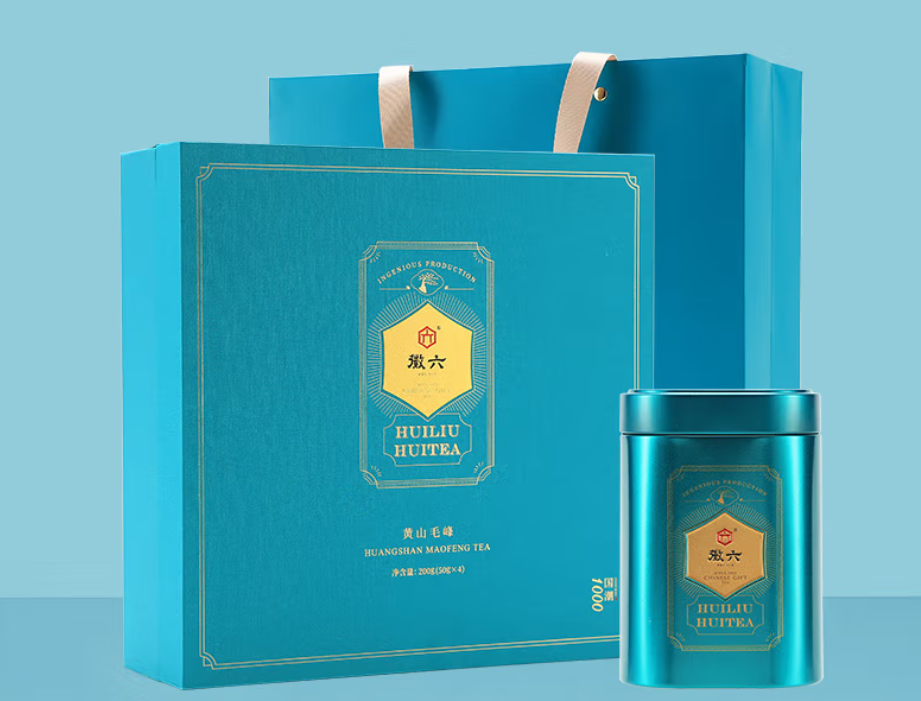 INGENIOUS PRODUCTION
徽六
HUILIU
HUITEA
黄山毛峰
HUANGSHAN MAOFENG TEA
净含量: 200g(50g×4)
国潮
1000
INGENIOUS PRODUCTION
徽六
CHINESE GIFT
HUILIU
HUITEA